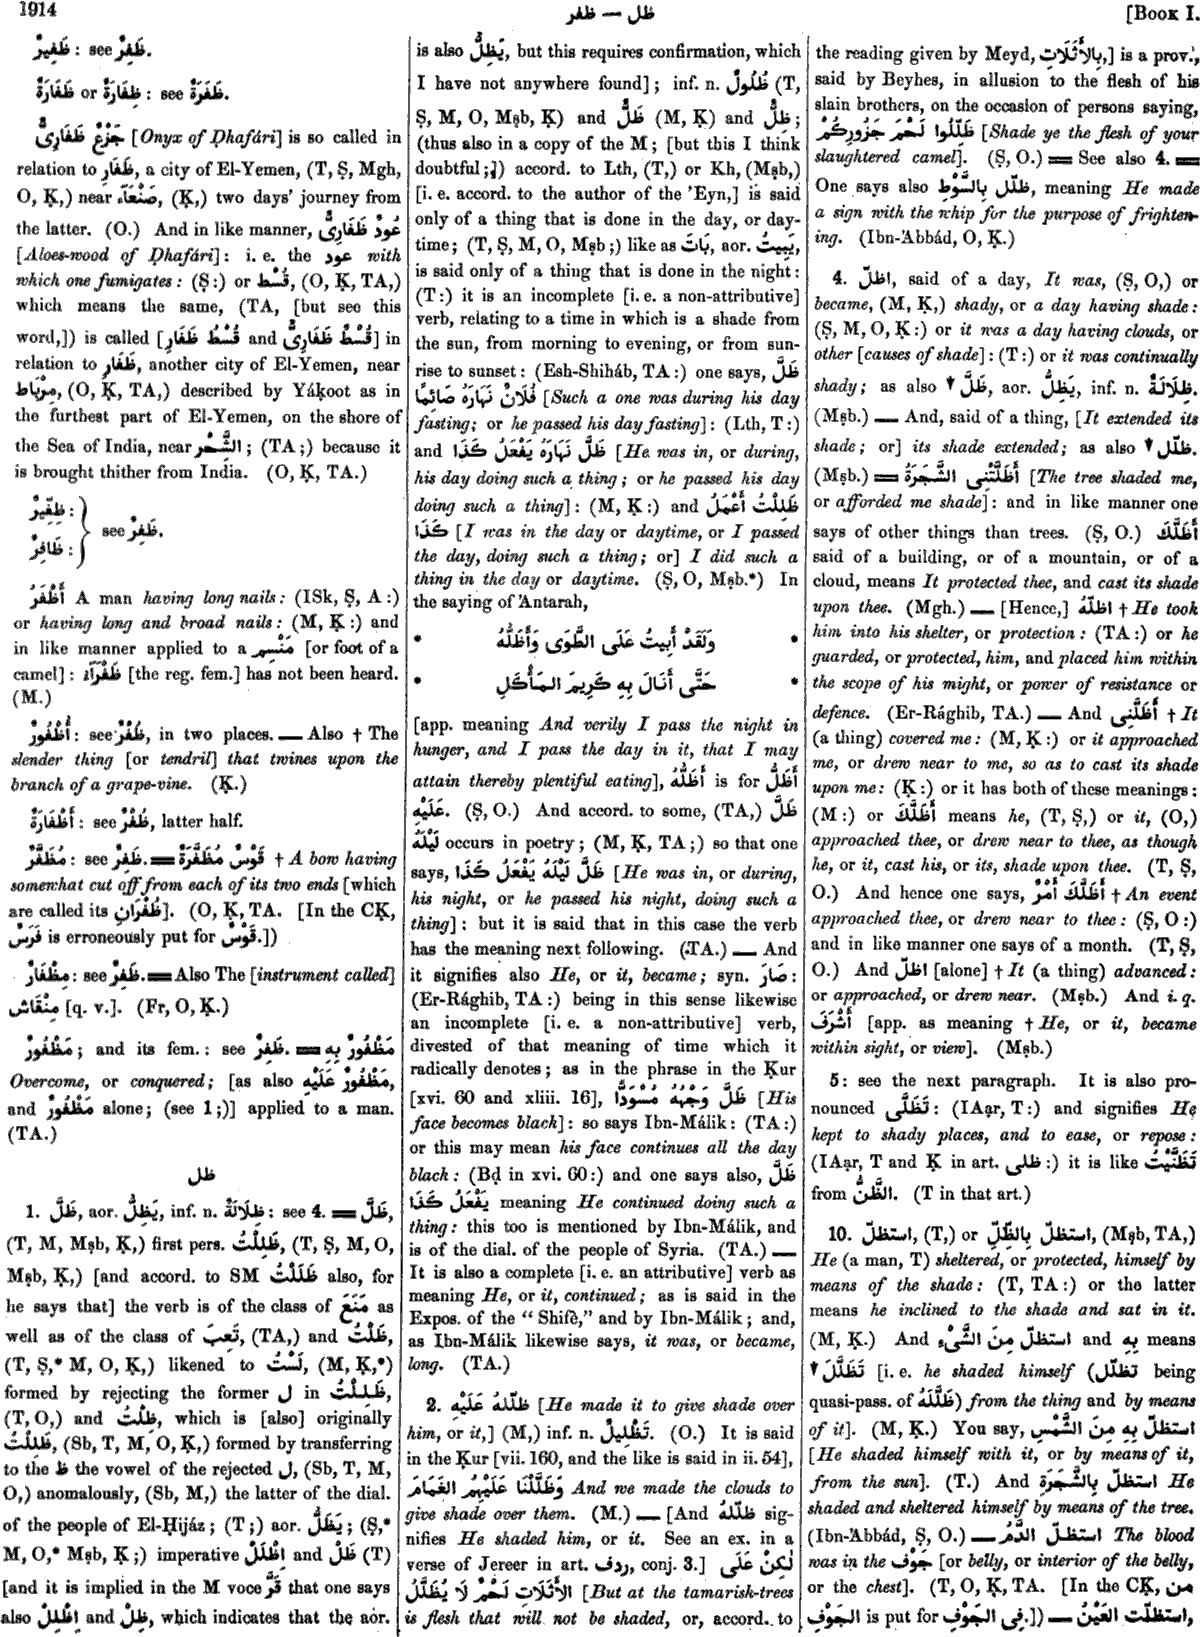 1914
ظل — ظفر
[Book I.
ظَفِيرٌ : see ظَفِرٌ.
ظَفَارَةٌ or ظِفَارَةٌ : see ظَفَرَةٌ.
جَزْعٌ ظَفَارِىٌّ [Onyx of Ḍhafári] is so called in
relation to ظَفَارِ, a city of El-Yemen, (T, Ṣ, Mgh,
O, Ḳ,) near صَنْعَآء, (Ḳ,) two days’ journey from
the latter. (O.) And in like manner, عُودٌ ظَفَارِىٌّ
[Aloes-wood of Ḍhafári]: i. e. the عود with
which one fumigates: (Ṣ:) or قُسْط, (O, Ḳ, TA,)
which means the same, (TA, [but see this
word,]) is called [قُسْطُ ظَفَارِ and قُسْطٌ ظَفَارِىٌّ] in
relation to ظَفَارِ, another city of El-Yemen, near
مِرْبَاط, (O, Ḳ, TA,) described by Yáḳoot as in
the furthest part of El-Yemen, on the shore of
the Sea of India, near الشِّحْر; (TA;) because it
is brought thither from India. (O, Ḳ, TA.)
ظِفِّيرٌ :
see ظَفِرٌ.
ظَافِرٌ :
أَظْفَرُ A man having long nails: (ISk, Ṣ, A:)
or having long and broad nails: (M, Ḳ:) and
in like manner applied to a مَنْسِم [or foot of a
camel]: ظَفْرَآءُ [the reg. fem.] has not been heard.
(M.)
أُظْفُورٌ : see ظُفْرٌ, in two places. — Also † The
slender thing [or tendril] that twines upon the
branch of a grape-vine. (Ḳ.)
أَظْفَارَةٌ : see ظُفْرٌ, latter half.
مُظَفَّرٌ : see ظَفِرٌ. == قَوْسٌ مُظَفَّرَةٌ † A bow having
somewhat cut off from each of its two ends [which
are called its ظُفْرَانِ]. (O, Ḳ, TA. [In the CḲ,
فَرَسٌ is erroneously put for قَوْسٌ.])
مِظْفَارٌ : see ظَفِرٌ. == Also The [instrument called]
مِنْقَاش [q. v.]. (Fr, O, Ḳ.)
مَظْفُورٌ; and its fem.: see ظَفِرٌ. == مَظْفُورٌ بِهِ
Overcome, or conquered; [as also مَظْفُورٌ عَلَيْهِ,
and مَظْفُورٌ alone; (see 1;)] applied to a man.
(TA.)
ظل
1. ظَلَّ, aor. يَظِلُّ, inf. n. ظِلَالَةٌ: see 4. == ظَلَّ,
(T, M, Mṣb, Ḳ,) first pers. ظَلِلْتُ, (T, Ṣ, M, O,
Mṣb, Ḳ,) [and accord. to SM ظَلَلْتُ also, for
he says that] the verb is of the class of مَنَعَ as
well as of the class of تَعِبَ, (TA,) and ظَلْتُ,
(T, Ṣ,* M, O, Ḳ,) likened to لَسْتُ, (M, Ḳ,*)
formed by rejecting the former ل in ظَلِلْتُ,
(T, O,) and ظِلْتُ, which is [also] originally
ظَلِلْتُ, (Sb, T, M, O, Ḳ,) formed by transferring
to the ظ the vowel of the rejected ل, (Sb, T, M,
O,) anomalously, (Sb, M,) the latter of the dial.
of the people of El-Ḥijáz; (T;) aor. يَظَلُّ; (Ṣ,*
M, O,* Mṣb, Ḳ;) imperative اِظْلَلْ and ظَلْ (T)
[and it is implied in the M voce قَرَّ that one says
also اِظْلِلْ and ظِلْ, which indicates that the aor.
is also يَظِلُّ, but this requires confirmation, which
I have not anywhere found]; inf. n. ظُلُولٌ (T,
Ṣ, M, O, Mṣb, Ḳ) and ظَلٌّ (M, Ḳ) and ظِلٌّ;
(thus also in a copy of the M; [but this I think
doubtful;]) accord. to Lth, (T,) or Kh, (Mṣb,)
[i. e. accord. to the author of the ’Eyn,] is said
only of a thing that is done in the day, or day-
time; (T, Ṣ, M, O, Mṣb;) like as بَاتَ, aor. يَبِيتُ,
is said only of a thing that is done in the night:
(T:) it is an incomplete [i. e. a non-attributive]
verb, relating to a time in which is a shade from
the sun, from morning to evening, or from sun-
rise to sunset: (Esh-Shiháb, TA:) one says, ظَلَّ
فُلَانٌ نَهَارَهُ صَائِمًا [Such a one was during his day
fasting; or he passed his day fasting]: (Lth, T:)
and ظَلَّ نَهَارَهُ يَفْعَلُ كَذَا [He was in, or during,
his day doing such a thing; or he passed his day
doing such a thing]: (M, Ḳ:) and ظَلِلْتُ أَعْمَلُ
كَذَا [I was in the day or daytime, or I passed
the day, doing such a thing; or] I did such a
thing in the day or daytime. (Ṣ, O, Mṣb.*) In
the saying of ’Antarah,
* وَلَقَدْ أَبِيتُ عَلَى الطَّوَى وَأَظَلُّهُ *
* حَتَّى أَنَالَ بِهِ كَرِيمَ المَأْكَلِ *
[app. meaning And verily I pass the night in
hunger, and I pass the day in it, that I may
attain thereby plentiful eating], أَظَلُّهُ is for أَظَلُّ
عَلَيْهِ. (Ṣ, O.) And accord. to some, (TA,) ظَلَّ
لَيْلَهُ occurs in poetry; (M, Ḳ, TA;) so that one
says, ظَلَّ لَيْلَهُ يَفْعَلُ كَذَا [He was in, or during,
his night, or he passed his night, doing such a
thing]: but it is said that in this case the verb
has the meaning next following. (TA.) — And
it signifies also He, or it, became; syn. صَارَ:
(Er-Rághib, TA:) being in this sense likewise
an incomplete [i. e. a non-attributive] verb,
divested of that meaning of time which it
radically denotes; as in the phrase in the Ḳur
[xvi. 60 and xliii. 16], ظَلَّ وَجْهُهُ مُسْوَدًّا [His
face becomes black]: so says Ibn-Málik: (TA:)
or this may mean his face continues all the day
black: (Bḍ in xvi. 60:) and one says also, ظَلَّ
يَفْعَلُ كَذَا meaning He continued doing such a
thing: this too is mentioned by Ibn-Málik, and
is of the dial. of the people of Syria. (TA.) —
It is also a complete [i. e. an attributive] verb as
meaning He, or it, continued; as is said in the
Expos. of the “Shifè,” and by Ibn-Málik; and,
as Ibn-Málik likewise says, it was, or became,
long. (TA.)
2. ظلّلهُ عَلَيْهِ [He made it to give shade over
him, or it,] (M,) inf. n. تَظْلِيلٌ. (O.) It is said
in the Ḳur [vii. 160, and the like is said in ii. 54],
وَظَلَّلْنَا عَلَيْهِمُ الغَمَامَ And we made the clouds to
give shade over them. (M.) — [And ظلّلهُ sig-
nifies He shaded him, or it. See an ex. in a
verse of Jereer in art. ردف, conj. 3.] لٰكِنْ عَلَى
الأَثَلَاتِ لَحْمٌ لَا يُظَلَّلُ [But at the tamarisk-trees
is flesh that will not be shaded, or, accord. to
the reading given by Meyd, بِالأَثَلَاتِ,] is a prov.,
said by Beyhes, in allusion to the flesh of his
slain brothers, on the occasion of persons saying,
ظَلِّلُوا لَحْمَ جَزُورِكُمْ [Shade ye the flesh of your
slaughtered camel]. (Ṣ, O.) == See also 4. ==
One says also ظلّل بِالسَّوْطِ, meaning He made
a sign with the whip for the purpose of frighten-
ing. (Ibn-’Abbád, O, Ḳ.)
4. اظلّ, said of a day, It was, (Ṣ, O,) or
became, (M, Ḳ,) shady, or a day having shade:
(Ṣ, M, O, Ḳ:) or it was a day having clouds, or
other [causes of shade]: (T:) or it was continually
shady; as also ▼ ظَلَّ, aor. يَظِلُّ, inf. n. ظِلَالَةٌ.
(Mṣb.) — And, said of a thing, [It extended its
shade; or] its shade extended; as also ▼ ظلّل.
(Mṣb.) == أَظَلَّتْنِى الشَّجَرَةُ [The tree shaded me,
or afforded me shade]: and in like manner one
says of other things than trees. (Ṣ, O.) أَظَلَّكَ
said of a building, or of a mountain, or of a
cloud, means It protected thee, and cast its shade
upon thee. (Mgh.) — [Hence,] اظلّهُ † He took
him into his shelter, or protection: (TA:) or he
guarded, or protected, him, and placed him within
the scope of his might, or power of resistance or
defence. (Er-Rághib, TA.) — And أَظَلَّنِى † It
(a thing) covered me: (M, Ḳ:) or it approached
me, or drew near to me, so as to cast its shade
upon me: (Ḳ:) or it has both of these meanings:
(M:) or أَظَلَّكَ means he, (T, Ṣ,) or it, (O,)
approached thee, or drew near to thee, as though
he, or it, cast his, or its, shade upon thee. (T, Ṣ,
O.) And hence one says, أَظَلَّكَ أَمْرٌ † An event
approached thee, or drew near to thee: (Ṣ, O:)
and in like manner one says of a month. (T, Ṣ,
O.) And اظلّ [alone] † It (a thing) advanced:
or approached, or drew near. (Mṣb.) And i. q.
أَشْرَفَ [app. as meaning † He, or it, became
within sight, or view]. (Mṣb.)
5: see the next paragraph. It is also pro-
nounced تَظَلَّى: (IAạr, T:) and signifies He
kept to shady places, and to ease, or repose:
(IAạr, T and Ḳ in art. ظلى:) it is like تَظَنَّيْتُ
from الظَّنُّ. (T in that art.)
10. استظلّ, (T,) or استظلّ بِالظِّلِّ, (Mṣb, TA,)
He (a man, T) sheltered, or protected, himself by
means of the shade: (T, TA:) or the latter
means he inclined to the shade and sat in it.
(M, Ḳ.) And استظلّ مِنَ الشَّىْءِ and بِهِ means
▼ تَظَلَّلَ [i. e. he shaded himself (تظلّل being
quasi-pass. of ظَلَّلَهُ) from the thing and by means
of it]. (M, Ḳ.) You say, استظلّ بِهِ مِنَ الشَّمْسِ
[He shaded himself with it, or by means of it,
from the sun]. (T.) And استظلّ بِالشَّجَرَةِ He
shaded and sheltered himself by means of the tree.
(Ibn-’Abbád, Ṣ, O.) — استظلّ الدَّمُ The blood
was in the جَوْف [or belly, or interior of the belly,
or the chest]. (T, O, Ḳ, TA. [In the CḲ, من
الجَوْفِ is put for فِى الجَوْفِ.]) — استظلّت العَيْنُ,